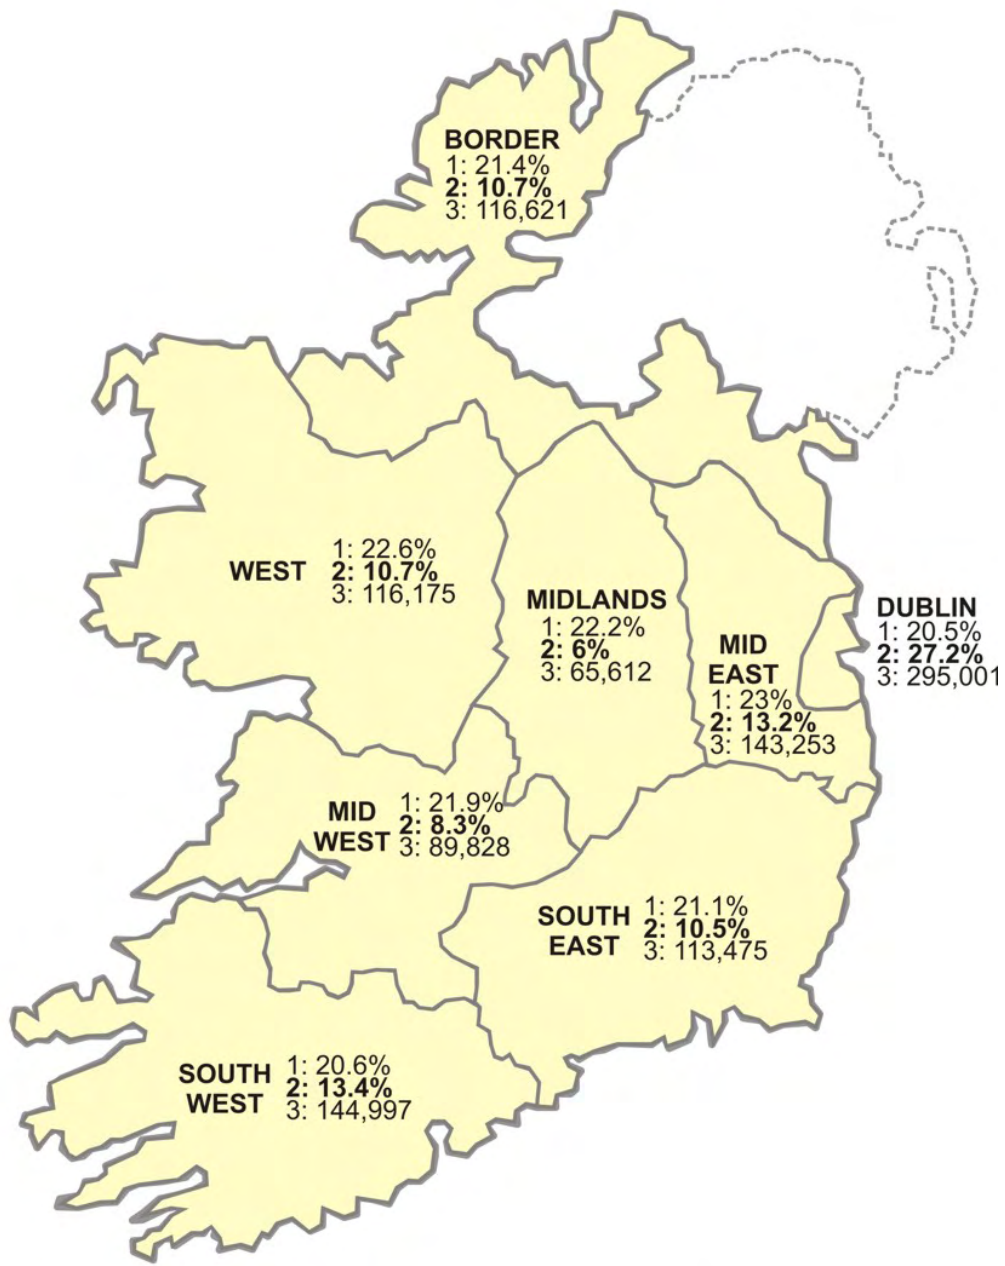 BORDER
1: 21.4%
2: 10.7%
3: 116,621
WEST
1: 22.6%
2: 10.7%
3: 116,175
MIDLANDS
1: 22.2%
2: 6%
3: 65,612
DUBLIN
1: 20.5%
2: 27.2%
3: 295,001
MID
EAST
1: 23%
2: 13.2%
3: 143,253
MID
WEST
1: 21.9%
2: 8.3%
3: 89,828
SOUTH
EAST
1: 21.1%
2: 10.5%
3: 113,475
SOUTH
WEST
1: 20.6%
2: 13.4%
3: 144,997